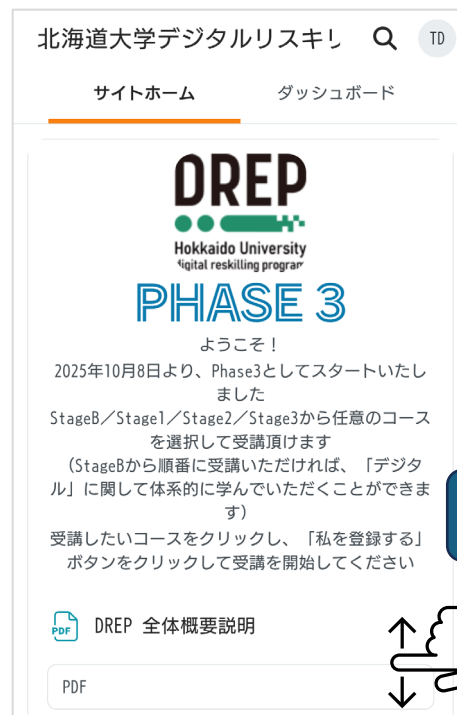 北海道大学デジタルリスキリ
TD
サイトホーム
ダッシュボード
DREP
Hokkaido University
digital reskilling program
PHASE 3
ようこそ！
2025年10月8日より、Phase3としてスタートいたし
ました
StageB／Stage1／Stage2／Stage3から任意のコース
を選択して受講頂けます
（StageBから順番に受講いただければ、「デジタ
ル」に関して体系的に学んでいただくことができま
す）
受講したいコースをクリックし、「私を登録する」
ボタンをクリックして受講を開始してください
PDF
DREP 全体概要説明
PDF